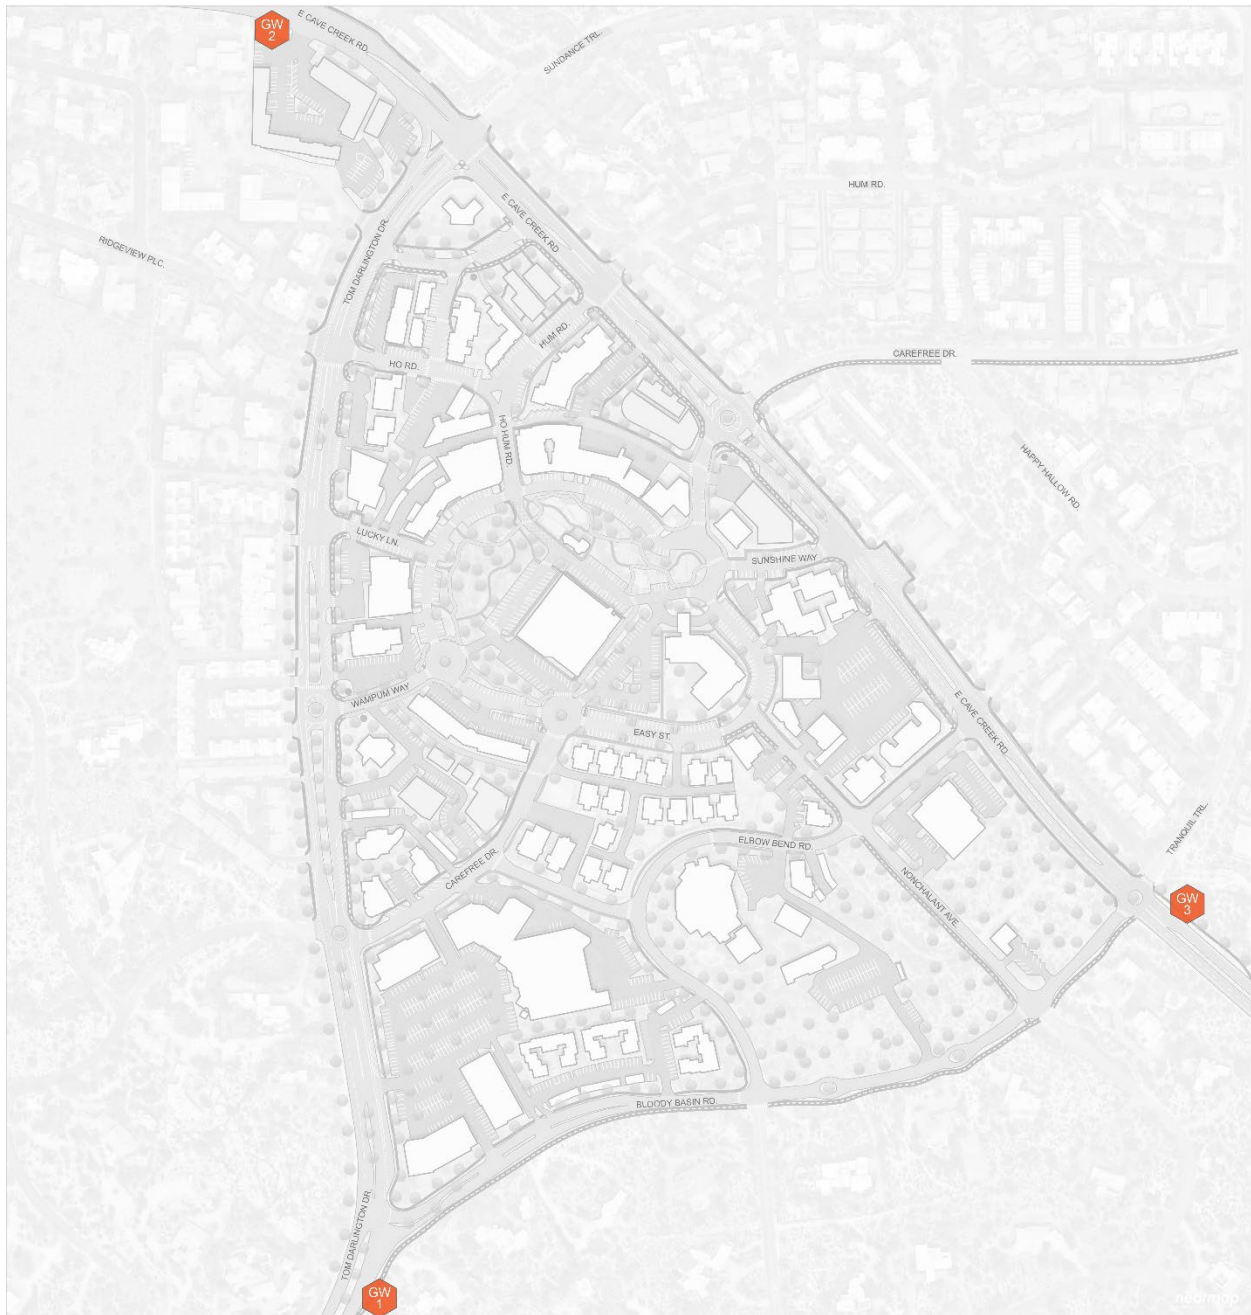 GW
2
E CAVE CREEK RD.
SUNDANCE TRL.
HUM RD.
E CAVE CREEK RD.
TOM DARLINGTON DR.
RIDGEVIEW PLC.
HUM RD.
CAREFREE DR.
HO RD.
HO HUM RD.
HAPPY HALLOW RD.
LUCKY LN.
SUNSHINE WAY
WAMPUM WAY
E CAVE CREEK RD.
EASY ST.
TRANQUIL TRL.
ELBOW BEND RD.
CAREFREE DR.
NONCHALANT AVE.
GW
3
BLOODY BASIN RD.
TOM DARLINGTON DR.
GW
1
nearmap